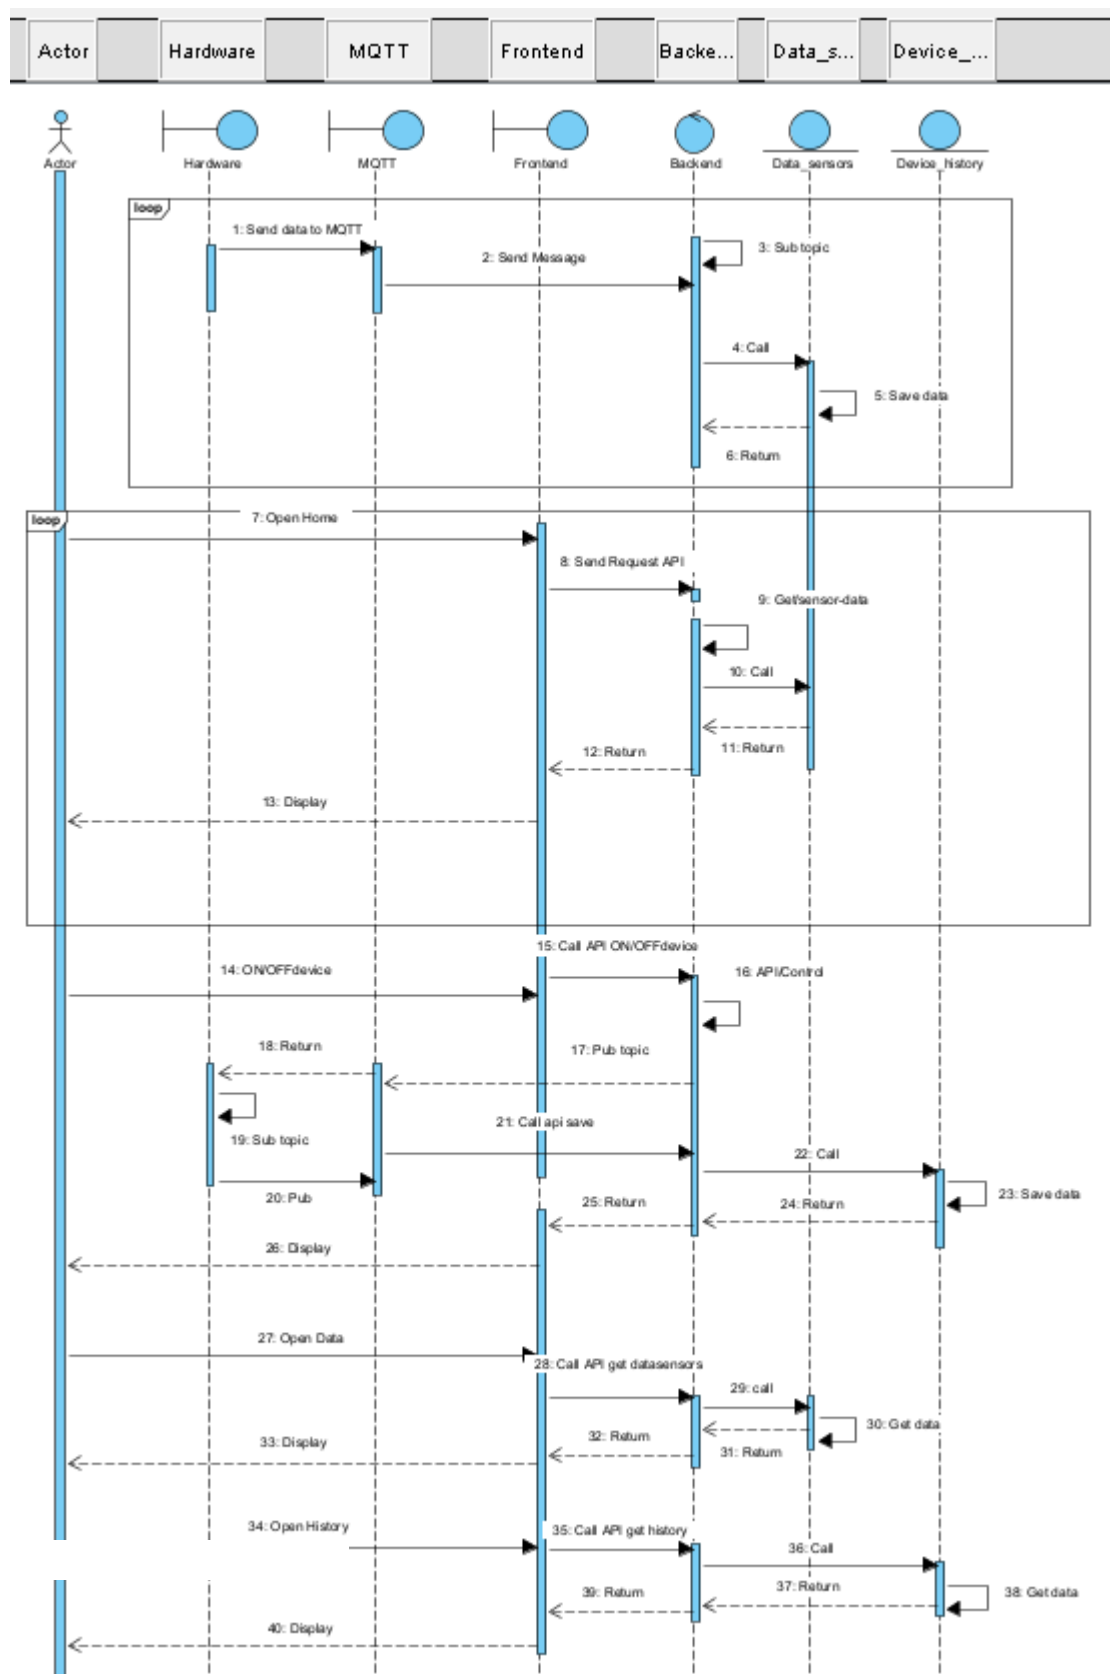 Actor
Hardware
MQTT
Frontend
Backe...
Data_s...
Device_...
Actor
Hardware
MQTT
Frontend
Backend
Data_sensors
Device_history
loop
1: Send data to MQTT
2: Send Message
3: Sub topic
4: Call
5: Save data
6: Return
loop
7: Open Home
8: Send Request API
9: Get/sensor-data
10: Call
11: Return
12: Return
13: Display
14: ON/OFFdevice
15: Call API ON/OFFdevice
16: API/Control
17: Pub topic
18: Return
19: Sub topic
20: Pub
21: Call api save
22: Call
23: Save data
24: Return
25: Return
26: Display
27: Open Data
28: Call API get datasensors
29: call
30: Get data
31: Return
32: Return
33: Display
34: Open History
35: Call API get history
36: Call
37: Return
38: Get data
39: Return
40: Display